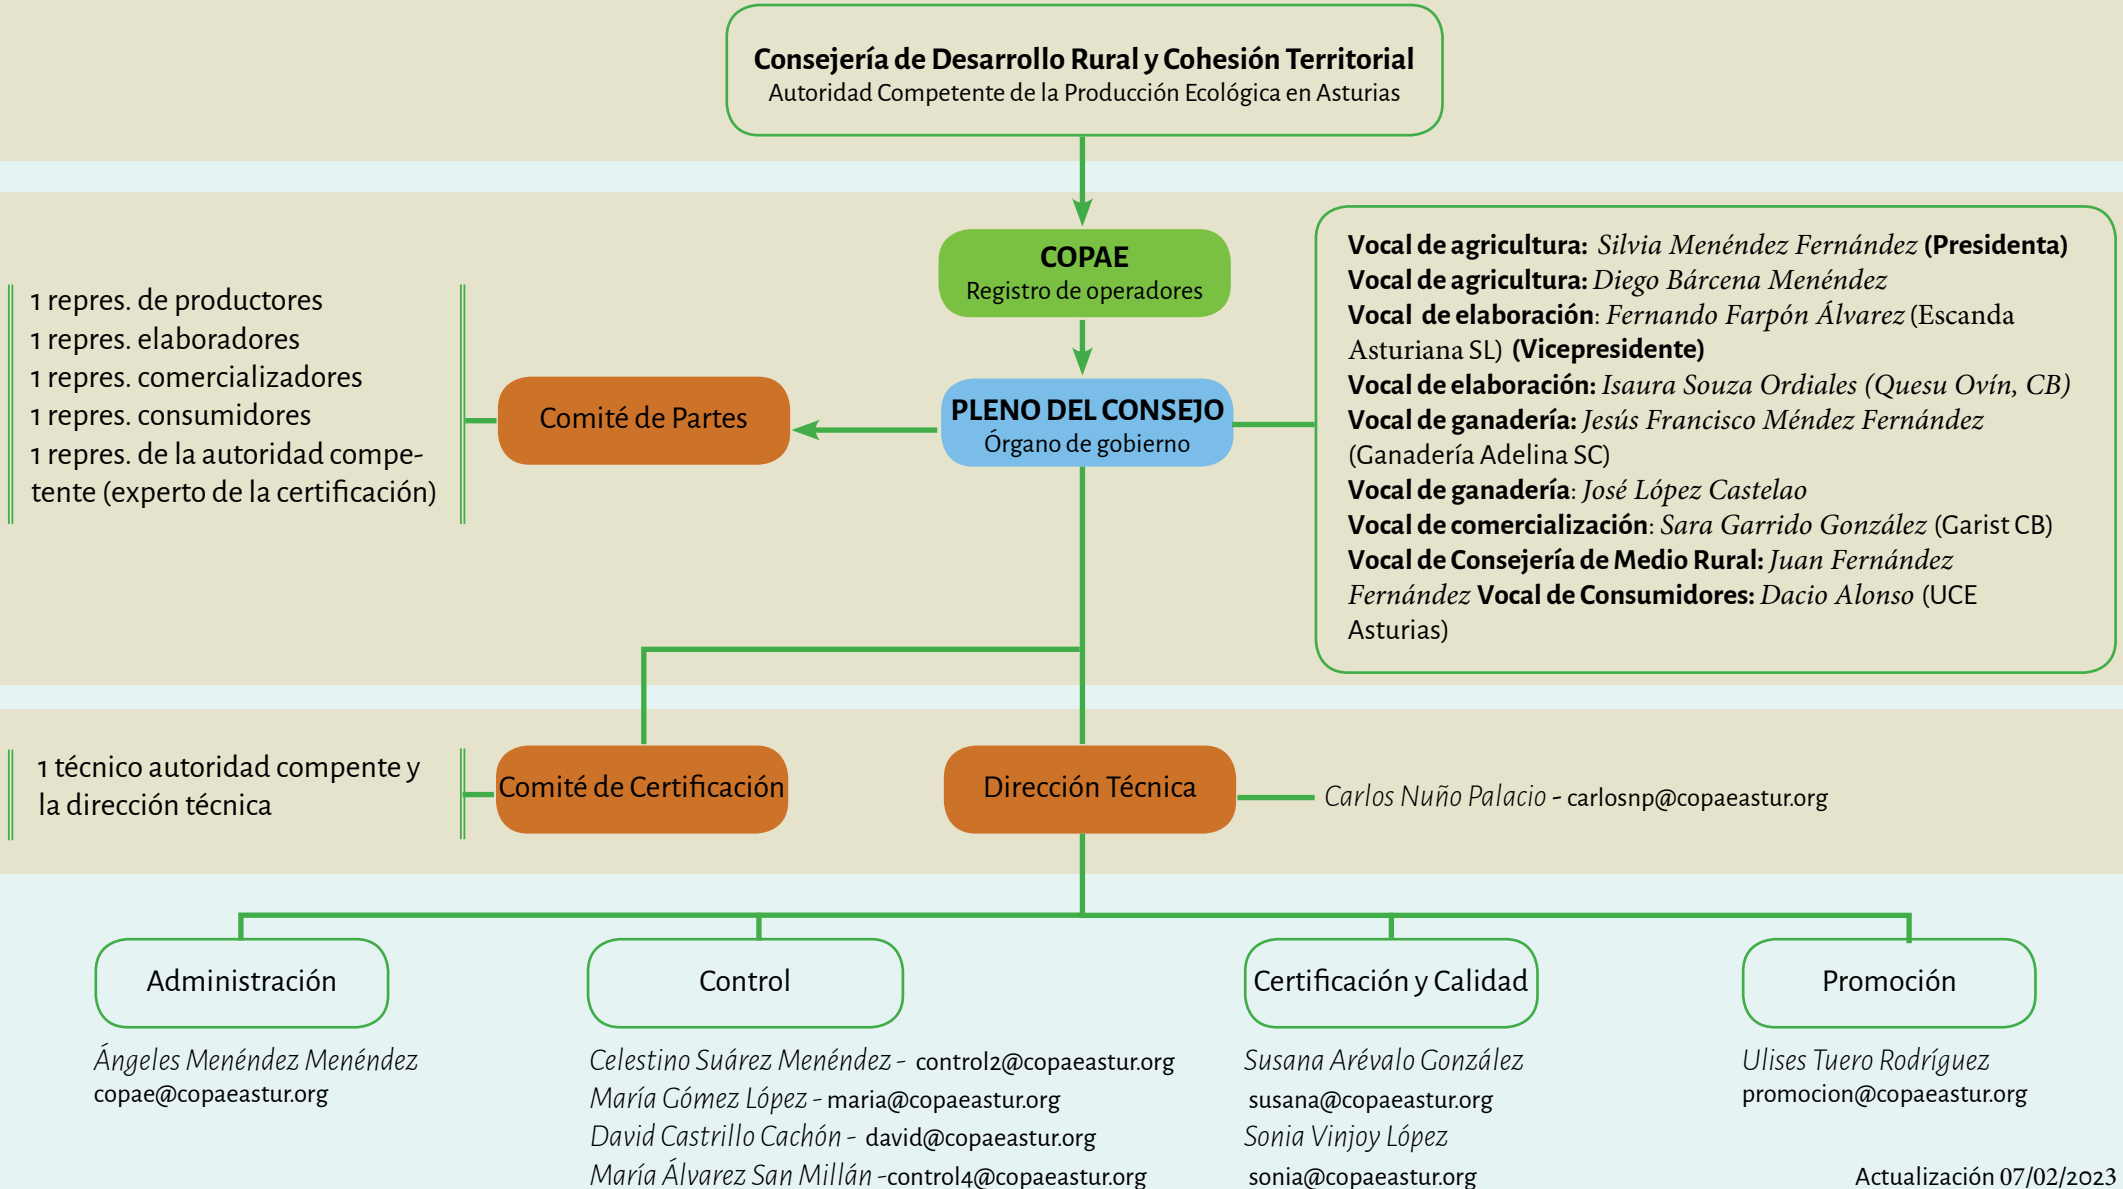 Consejería de Desarrollo Rural y Cohesión Territorial
Autoridad Competente de la Producción Ecológica en Asturias
COPAE
Registro de operadores
PLENO DEL CONSEJO
Órgano de gobierno
Comité de Partes
1 repres. de productores
1 repres. elaboradores
1 repres. comercializadores
1 repres. consumidores
1 repres. de la autoridad compe-
tente (experto de la certificación)
Vocal de agricultura: Silvia Menéndez Fernández (Presidenta)
Vocal de agricultura: Diego Bárcena Menéndez
Vocal de elaboración: Fernando Farpón Álvarez (Escanda
Asturiana SL) (Vicepresidente)
Vocal de elaboración: Isaura Souza Ordiales (Quesu Ovín, CB)
Vocal de ganadería: Jesús Francisco Méndez Fernández
(Ganadería Adelina SC)
Vocal de ganadería: José López Castelao
Vocal de comercialización: Sara Garrido González (Garist CB)
Vocal de Consejería de Medio Rural: Juan Fernández
Fernández Vocal de Consumidores: Dacio Alonso (UCE
Asturias)
1 técnico autoridad compente y
la dirección técnica
Comité de Certificación
Dirección Técnica
Carlos Nuño Palacio - carlosnp@copaeastur.org
Administración
Ángeles Menéndez Menéndez
copae@copaeastur.org
Control
Celestino Suárez Menéndez - control2@copaeastur.org
María Gómez López - maria@copaeastur.org
David Castrillo Cachón - david@copaeastur.org
María Álvarez San Millán -control4@copaeastur.org
Certificación y Calidad
Susana Arévalo González
susana@copaeastur.org
Sonia Vinjoy López
sonia@copaeastur.org
Promoción
Ulises Tuero Rodríguez
promocion@copaeastur.org
Actualización 07/02/2023